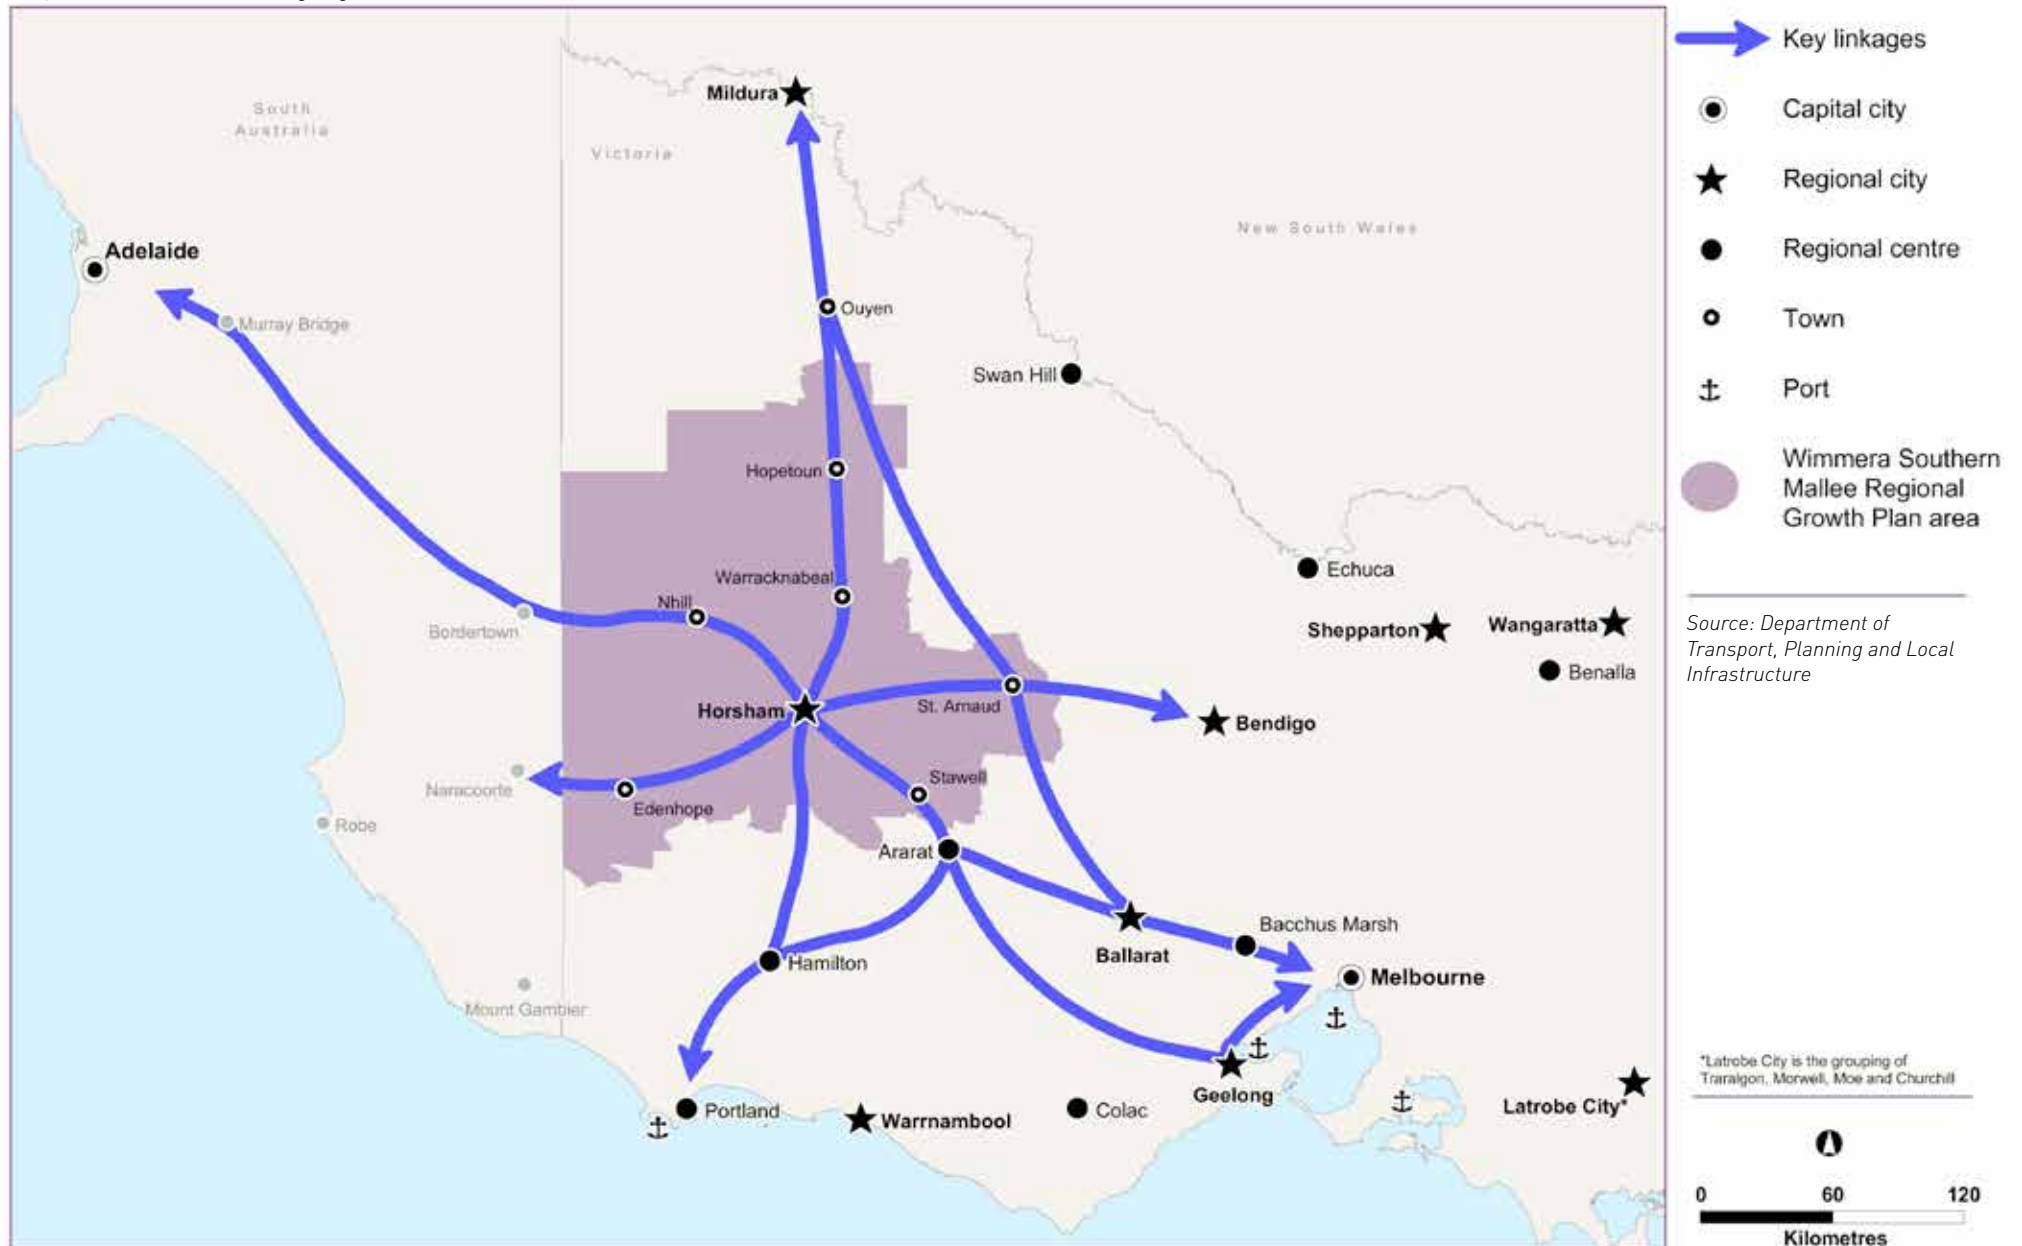 South
Australia
Victoria
New South Wales
Mildura
Adelaide
Murray Bridge
Ouyen
Swan Hill
Hopetoun
Warracknabeal
Nhill
Bordertown
Echuca
Shepparton
Wangaratta
Benalla
Horsham
St. Arnaud
Bendigo
Naracoorte
Edenhope
Stawell
Robe
Ararat
Bacchus Marsh
Ballarat
Hamilton
Melbourne
Mount Gambier
Geelong
Portland
Warrnambool
Colac
Latrobe City*
Key linkages
Capital city
Regional city
Regional centre
Town
Port
Wimmera Southern
Mallee Regional
Growth Plan area
Source: Department of
Transport, Planning and Local
Infrastructure
*Latrobe City is the grouping of
Traralgon, Morwell, Moe and Churchill
0 60 120
Kilometres